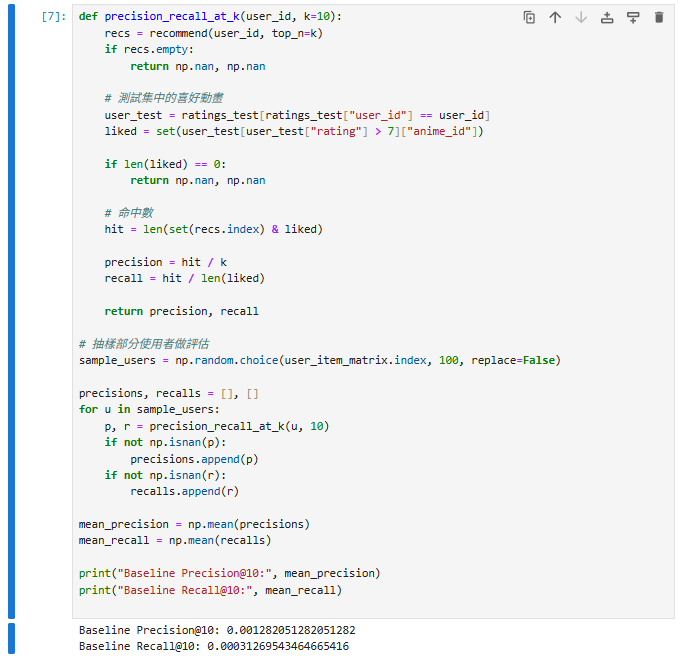 [7]: def precision_recall_at_k(user_id, k=10):
    recs = recommend(user_id, top_n=k)
    if recs.empty:
        return np.nan, np.nan

    # 測試集中的喜好動畫
    user_test = ratings_test[ratings_test["user_id"] == user_id]
    liked = set(user_test[user_test["rating"] > 7]["anime_id"])

    if len(liked) == 0:
        return np.nan, np.nan

    # 命中數
    hit = len(set(recs.index) & liked)

    precision = hit / k
    recall = hit / len(liked)

    return precision, recall

# 抽樣部分使用者做評估
sample_users = np.random.choice(user_item_matrix.index, 100, replace=False)

precisions, recalls = [], []
for u in sample_users:
    p, r = precision_recall_at_k(u, 10)
    if not np.isnan(p):
        precisions.append(p)
    if not np.isnan(r):
        recalls.append(r)

mean_precision = np.mean(precisions)
mean_recall = np.mean(recalls)

print("Baseline Precision@10:", mean_precision)
print("Baseline Recall@10:", mean_recall)

Baseline Precision@10: 0.001282051282051282
Baseline Recall@10: 0.00031269543464665416